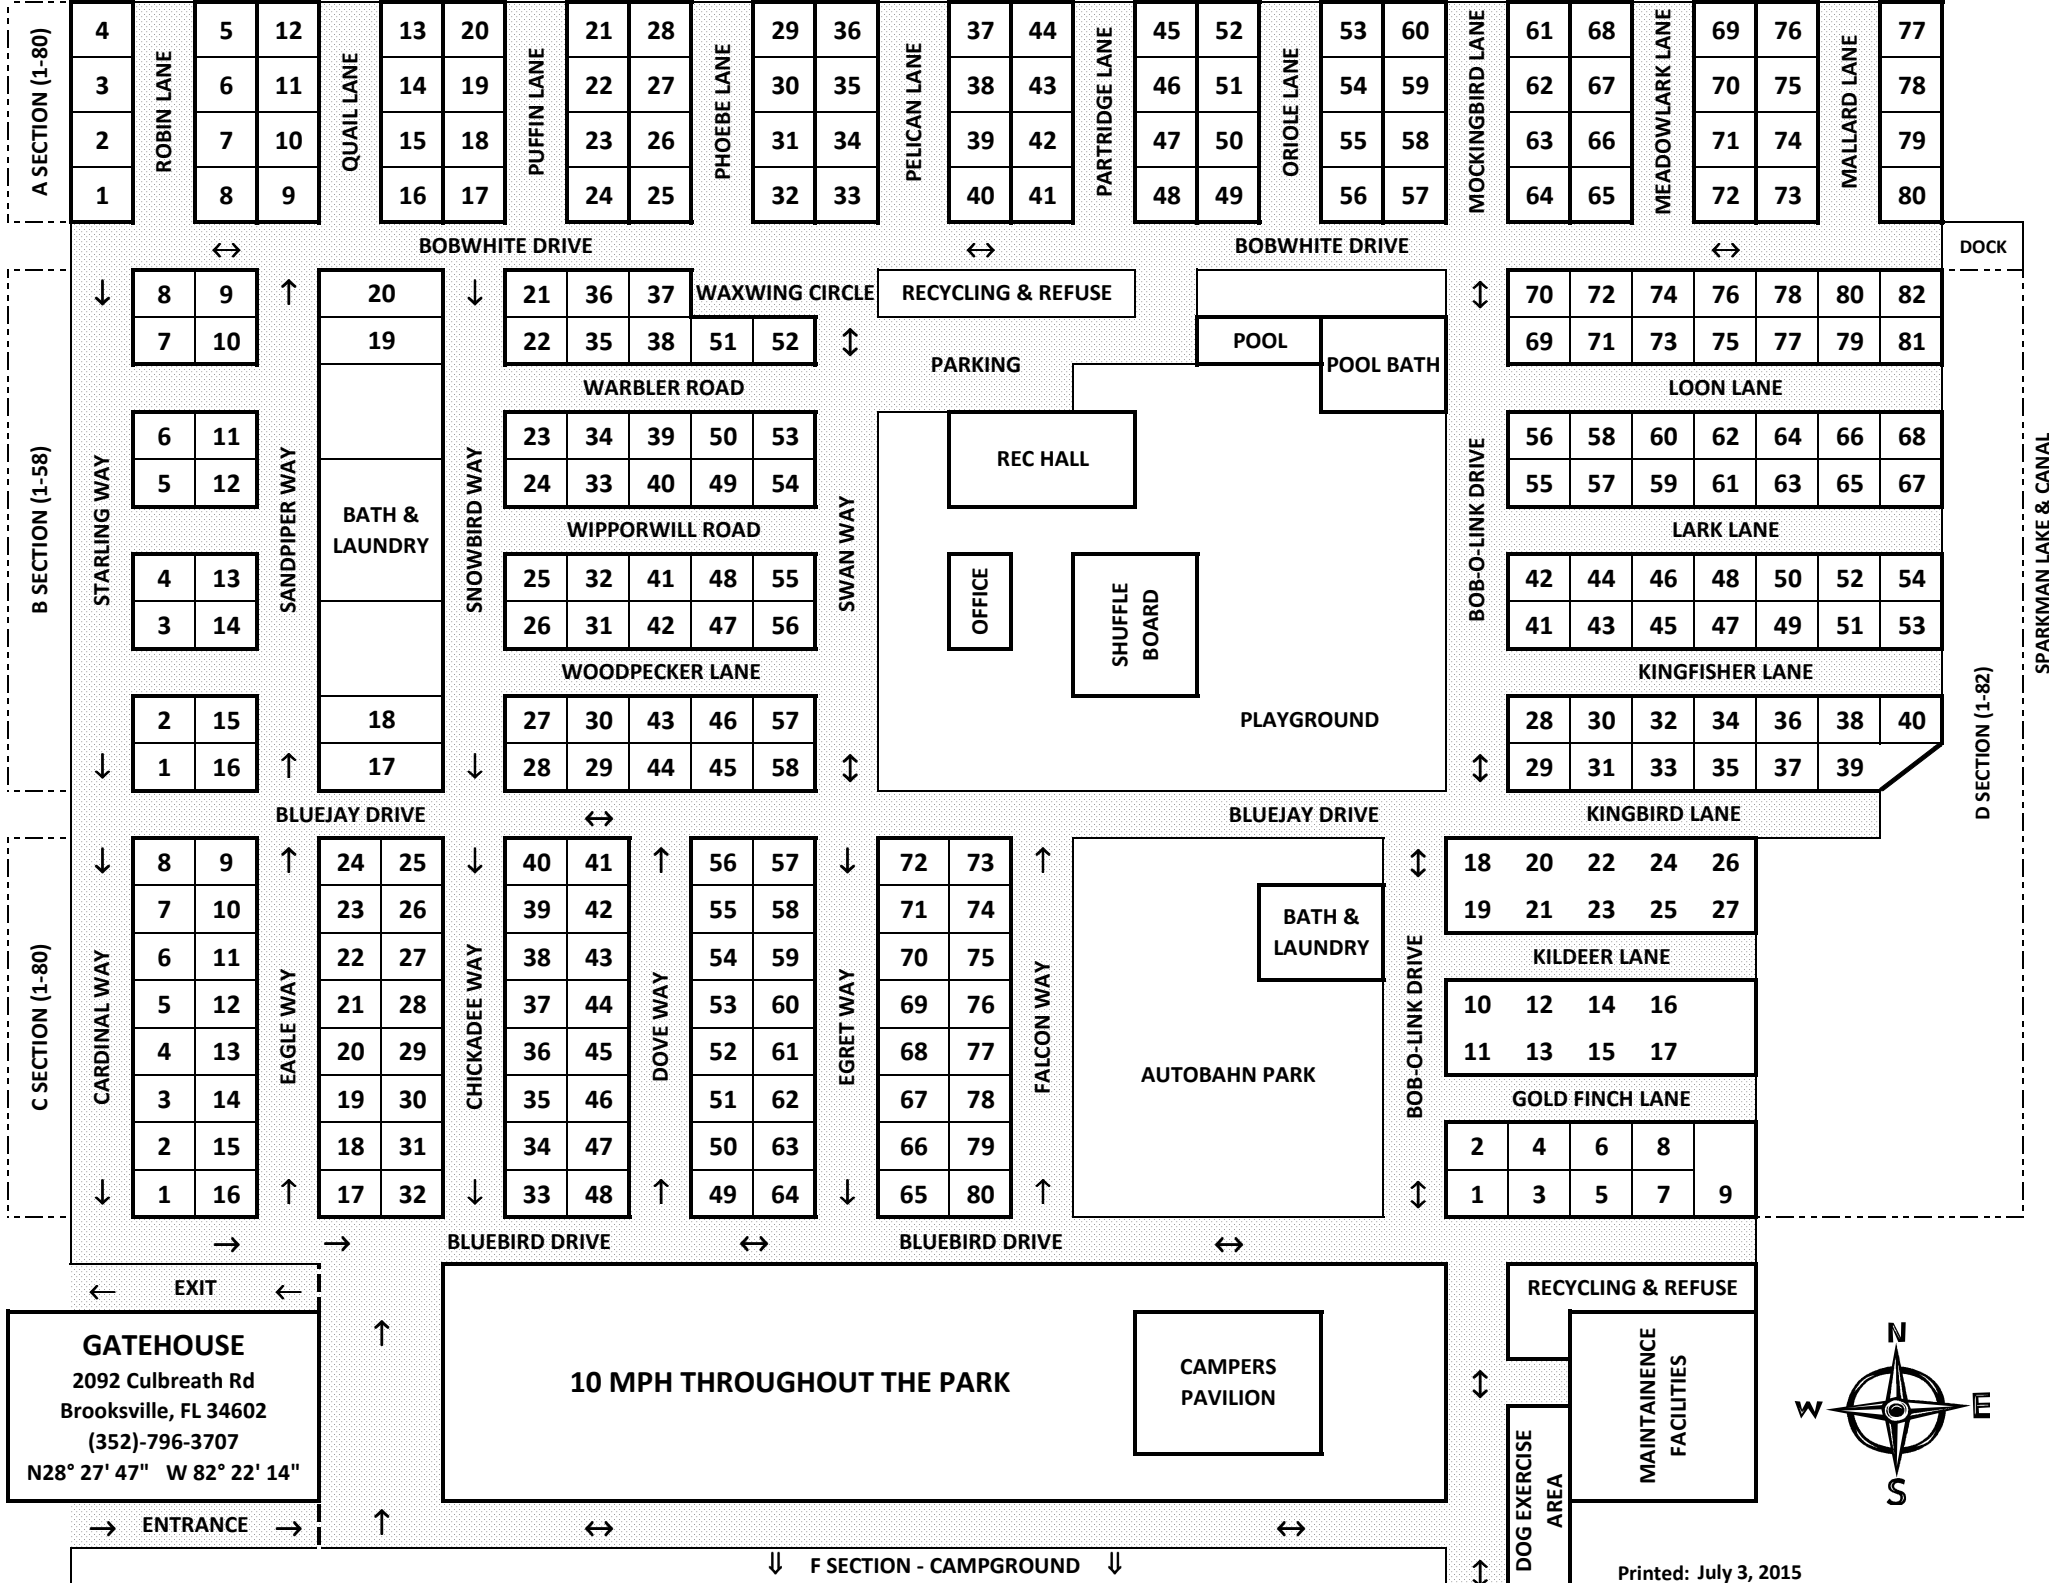 4 5 12 13 20 21 28 29 36 37 44 45 52 53 60 61 68 69 76 77
3 6 11 14 19 22 27 30 35 38 43 46 51 54 59 62 67 70 75 78
2 7 10 15 18 23 26 31 34 39 42 47 50 55 58 63 66 71 74 79
1 8 9 16 17 24 25 32 33 40 41 48 49 56 57 64 65 72 73 80
A SECTION (1-80)
ROBIN LANE
QUAIL LANE
PUFFIN LANE
PHOEBE LANE
PELICAN LANE
PARTRIDGE LANE
ORIOLE LANE
MOCKINGBIRD LANE
MEADOWLARK LANE
MALLARD LANE
↔ BOBWHITE DRIVE ↔ BOBWHITE DRIVE ↔ DOCK
↓ 8 9 ↑ 20 ↓ 21 36 37 WAXWING CIRCLE RECYCLING & REFUSE ↕ 70 72 74 76 78 80 82
7 10 19 22 35 38 51 52 ↕ POOL 69 71 73 75 77 79 81
PARKING POOL BATH
WARBLER ROAD LOON LANE
6 11 23 34 39 50 53 56 58 60 62 64 66 68
REC HALL
5 12 24 33 40 49 54 55 57 59 61 63 65 67
BATH &
LAUNDRY
WIPPORWILL ROAD LARK LANE
4 13 25 32 41 48 55 42 44 46 48 50 52 54
3 14 26 31 42 47 56 41 43 45 47 49 51 53
WOODPECKER LANE KINGFISHER LANE
2 15 18 27 30 43 46 57 PLAYGROUND 28 30 32 34 36 38 40
↓ 1 16 ↑ 17 ↓ 28 29 44 45 58 ↕ ↕ 29 31 33 35 37 39
B SECTION (1-58)
STARLING WAY
SANDPIPER WAY
SNOWBIRD WAY
SWAN WAY
OFFICE
SHUFFLE
BOARD
BOB-O-LINK DRIVE
D SECTION (1-82)
SPARKMAN LAKE & CANAL
BLUEJAY DRIVE ↔ BLUEJAY DRIVE KINGBIRD LANE
↓ 8 9 ↑ 24 25 ↓ 40 41 ↑ 56 57 ↓ 72 73 ↑ ↕ 18 20 22 24 26
7 10 23 26 39 42 55 58 71 74 19 21 23 25 27
BATH &
LAUNDRY
6 11 22 27 38 43 54 59 70 75 KILDEER LANE
5 12 21 28 37 44 53 60 69 76 10 12 14 16
4 13 20 29 36 45 52 61 68 77 11 13 15 17
AUTOBAHN PARK
3 14 19 30 35 46 51 62 67 78 GOLD FINCH LANE
2 15 18 31 34 47 50 63 66 79 2 4 6 8
↓ 1 16 ↑ 17 32 ↓ 33 48 ↑ 49 64 ↓ 65 80 ↑ ↕ 1 3 5 7 9
C SECTION (1-80)
CARDINAL WAY
EAGLE WAY
CHICKADEE WAY
DOVE WAY
EGRET WAY
FALCON WAY
BOB-O-LINK DRIVE
→ → BLUEBIRD DRIVE ↔ BLUEBIRD DRIVE ↔
← EXIT ←
RECYCLING & REFUSE
GATEHOUSE
2092 Culbreath Rd
Brooksville, FL 34602
(352)-796-3707
N28° 27' 47" W 82° 22' 14"
↑
10 MPH THROUGHOUT THE PARK
CAMPERS
PAVILION
↕
MAINTAINENCE
FACILITIES
DOG EXERCISE
AREA
N
W E
S
→ ENTRANCE → ↑ ↔ ↔
⇓ F SECTION - CAMPGROUND ⇓ ↕
Printed: July 3, 2015